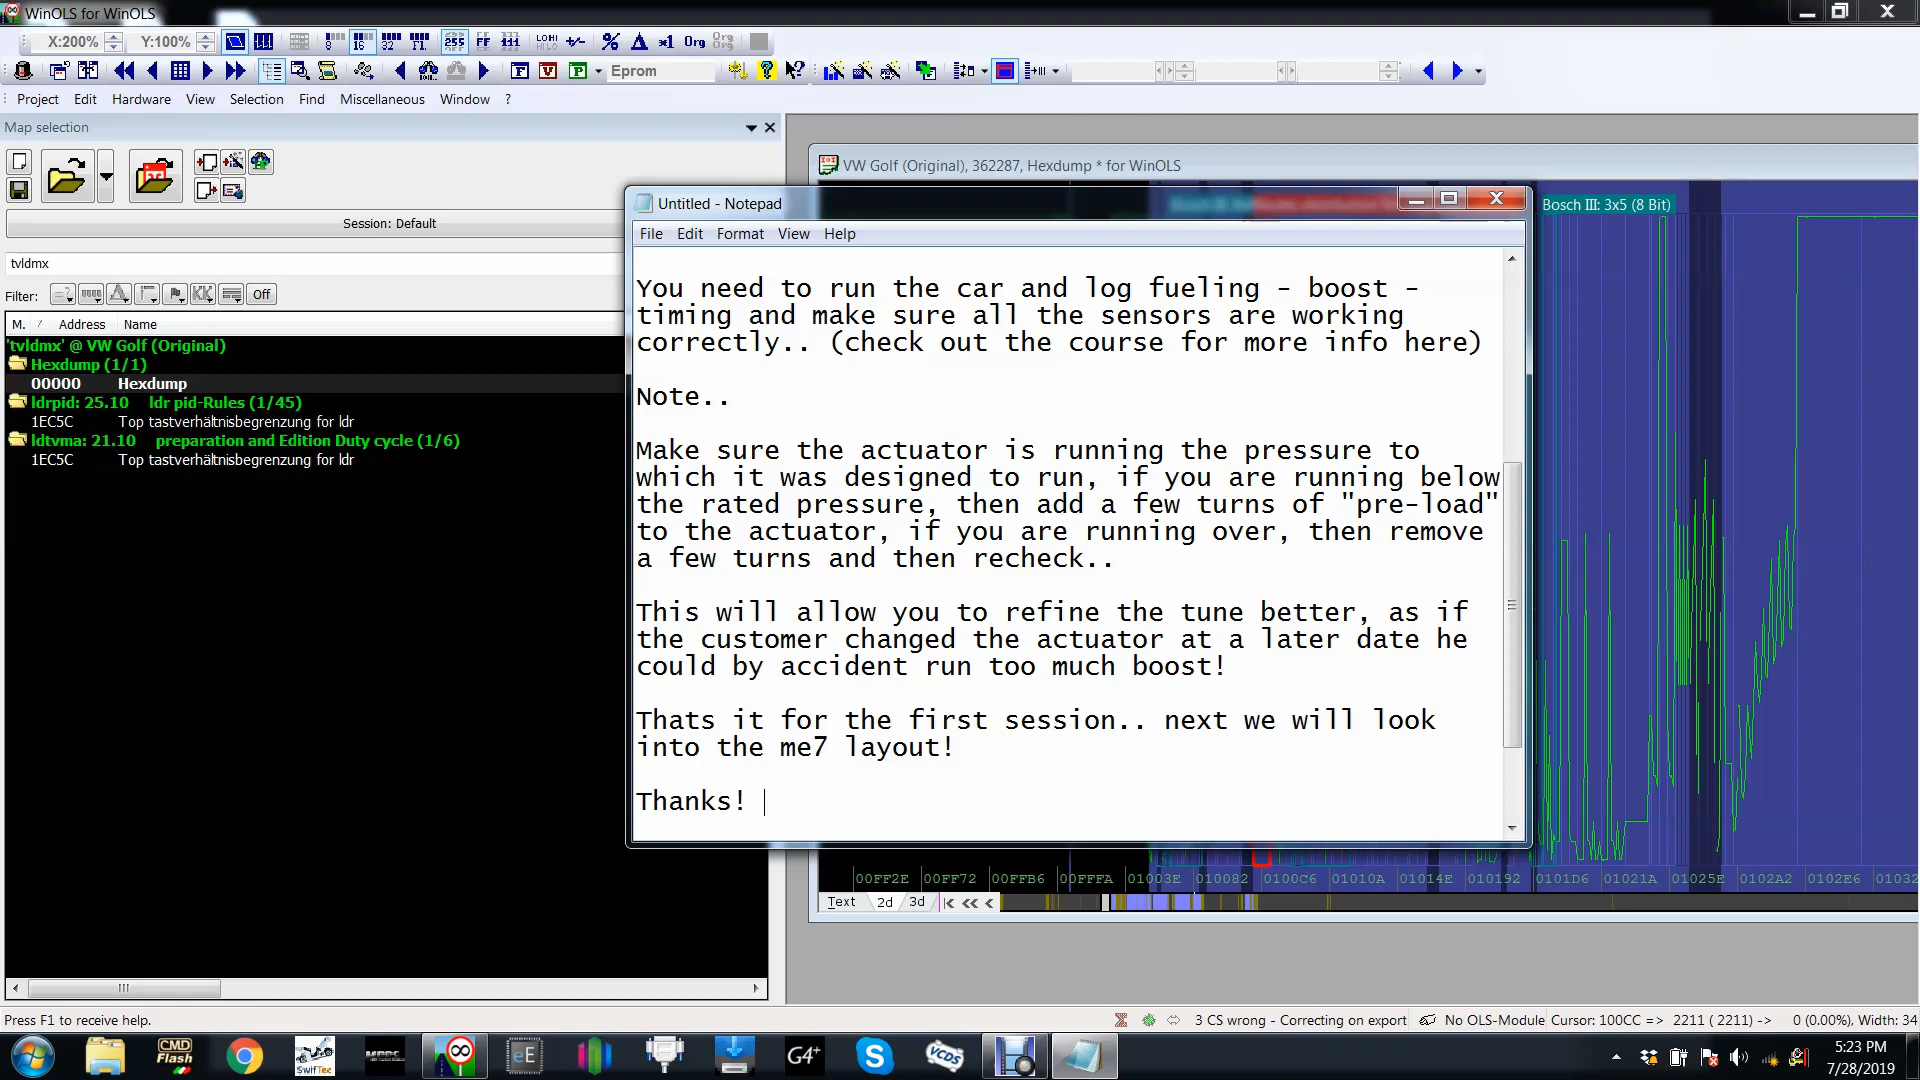 WinOLS for WinOLS
X:200% Y:100%
Eprom
Project Edit Hardware View Selection Find Miscellaneous Window ?
Map selection
Session: Default
tvldmx
Filter: Off
M. Address Name
'tvldmx' @ VW Golf (Original)
Hexdump (1/1)
00000 Hexdump
ldrpid: 25.10 ldr pid-Rules (1/45)
1EC5C Top tastverhältnisbegrenzung for ldr
ldtvma: 21.10 preparation and Edition Duty cycle (1/6)
1EC5C Top tastverhältnisbegrenzung for ldr
VW Golf (Original), 362287, Hexdump * for WinOLS
Bosch III: 3x5 (8 Bit)
Untitled - Notepad
File Edit Format View Help
You need to run the car and log fueling - boost -
timing and make sure all the sensors are working
correctly.. (check out the course for more info here)
Note..
Make sure the actuator is running the pressure to
which it was designed to run, if you are running below
the rated pressure, then add a few turns of "pre-load"
to the actuator, if you are running over, then remove
a few turns and then recheck..
This will allow you to refine the tune better, as if
the customer changed the actuator at a later date he
could by accident run too much boost!
Thats it for the first session.. next we will look
into the me7 layout!
Thanks!
00FF2E 00FF72 00FFB6 00FFFA 01003E 010082 0100C6 01010A 01014E 010192 0101D6 01021A 01025E 0102A2 0102E6 01032
Text 2d 3d
Press F1 to receive help.
3 CS wrong - Correcting on export No OLS-Module Cursor: 100CC => 2211 ( 2211) -> 0 (0.00%), Width: 34
CMD
Flash
SwifTec
eE
G4+
VCDS
5:23 PM
7/28/2019